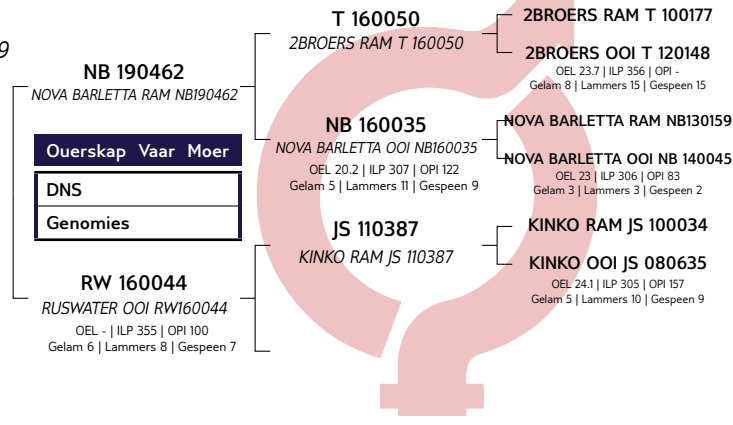 9
NB 190462
NOVA BARLETTA RAM NB190462
Ouerskap Vaar Moer
DNS
Genomies
RW 160044
RUSWATER OOI RW160044
OEL - | ILP 355 | OPI 100
Gelam 6 | Lammers 8 | Gespeen 7
T 160050
2BROERS RAM T 160050
NB 160035
NOVA BARLETTA OOI NB160035
OEL 20.2 | ILP 307 | OPI 122
Gelam 5 | Lammers 11 | Gespeen 9
JS 110387
KINKO RAM JS 110387
2BROERS RAM T 100177
2BROERS OOI T 120148
OEL 23.7 | ILP 356 | OPI -
Gelam 8 | Lammers 15 | Gespeen 15
NOVA BARLETTA RAM NB130159
NOVA BARLETTA OOI NB 140045
OEL 23 | ILP 306 | OPI 83
Gelam 3 | Lammers 3 | Gespeen 2
KINKO RAM JS 100034
KINKO OOI JS 080635
OEL 24.1 | ILP 305 | OPI 157
Gelam 5 | Lammers 10 | Gespeen 9